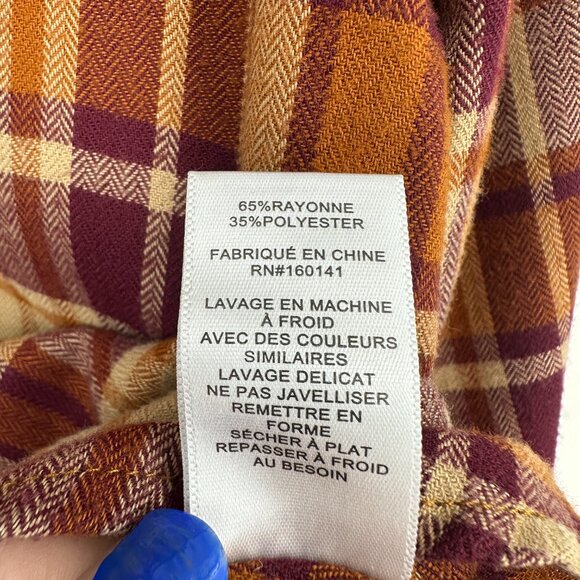 65%RAYONNE
35%POLYESTER
FABRIQUÉ EN CHINE
RN#160141
LAVAGE EN MACHINE
À FROID
AVEC DES COULEURS
SIMILAIRES
LAVAGE DELICAT
NE PAS JAVELLISER
REMETTRE EN
FORME
SÉCHER À PLAT
REPASSER À FROID
AU BESOIN